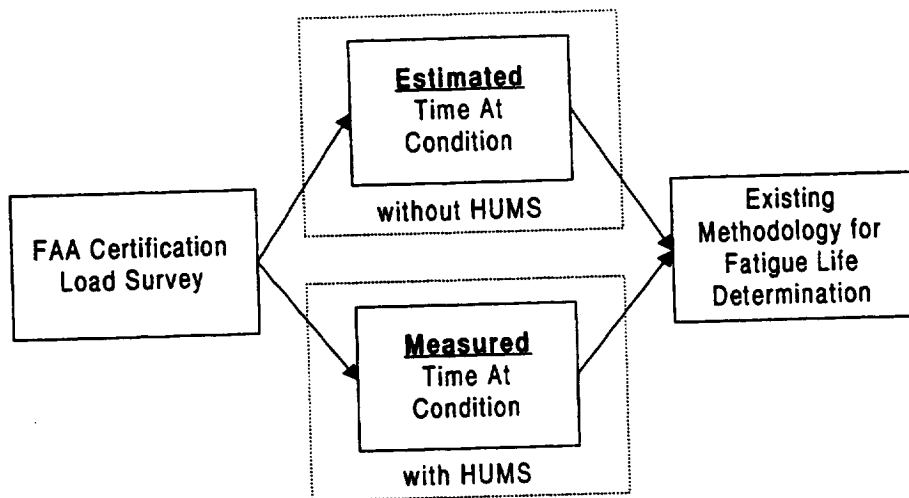 Estimated
Time At
Condition
without HUMS
FAA Certification
Load Survey
Existing
Methodology for
Fatigue Life
Determination
Measured
Time At
Condition
with HUMS